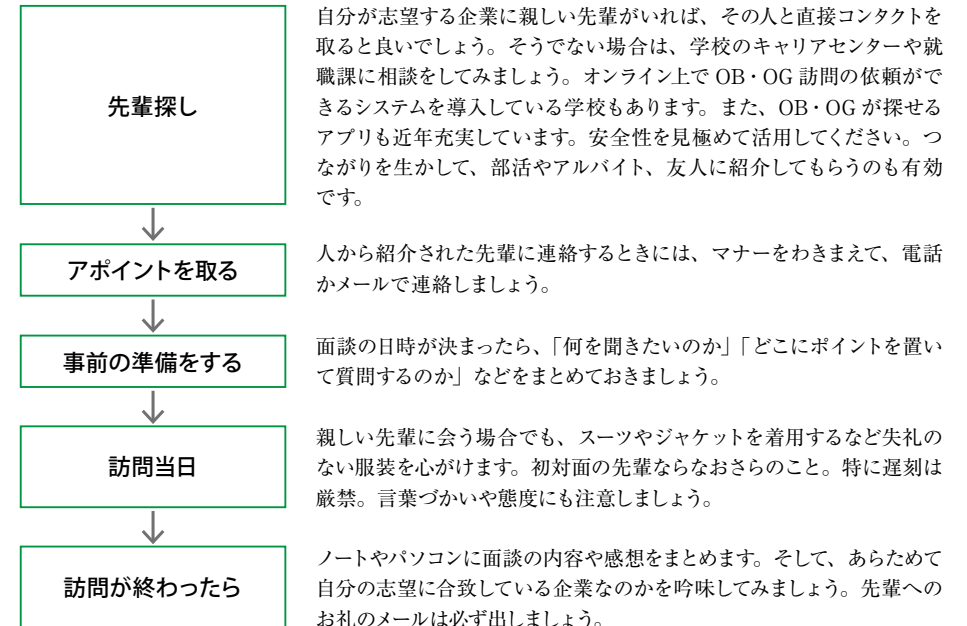 先輩探し
自分が志望する企業に親しい先輩がいれば、その人と直接コンタクトを
取ると良いでしょう。そうでない場合は、学校のキャリアセンターや就
職課に相談をしてみましょう。オンライン上で OB・OG 訪問の依頼がで
きるシステムを導入している学校もあります。また、OB・OG が探せる
アプリも近年充実しています。安全性を見極めて活用してください。つ
ながりを生かして、部活やアルバイト、友人に紹介してもらうのも有効
です。
アポイントを取る
人から紹介された先輩に連絡するときには、マナーをわきまえて、電話
かメールで連絡しましょう。
事前の準備をする
面談の日時が決まったら、「何を聞きたいのか」「どこにポイントを置い
て質問するのか」などをまとめておきましょう。
訪問当日
親しい先輩に会う場合でも、スーツやジャケットを着用するなど失礼の
ない服装を心がけます。初対面の先輩ならなおさらのこと。特に遅刻は
厳禁。言葉づかいや態度にも注意しましょう。
訪問が終わったら
ノートやパソコンに面談の内容や感想をまとめます。そして、あらためて
自分の志望に合致している企業なのかを吟味してみましょう。先輩への
お礼のメールは必ず出しましょう。